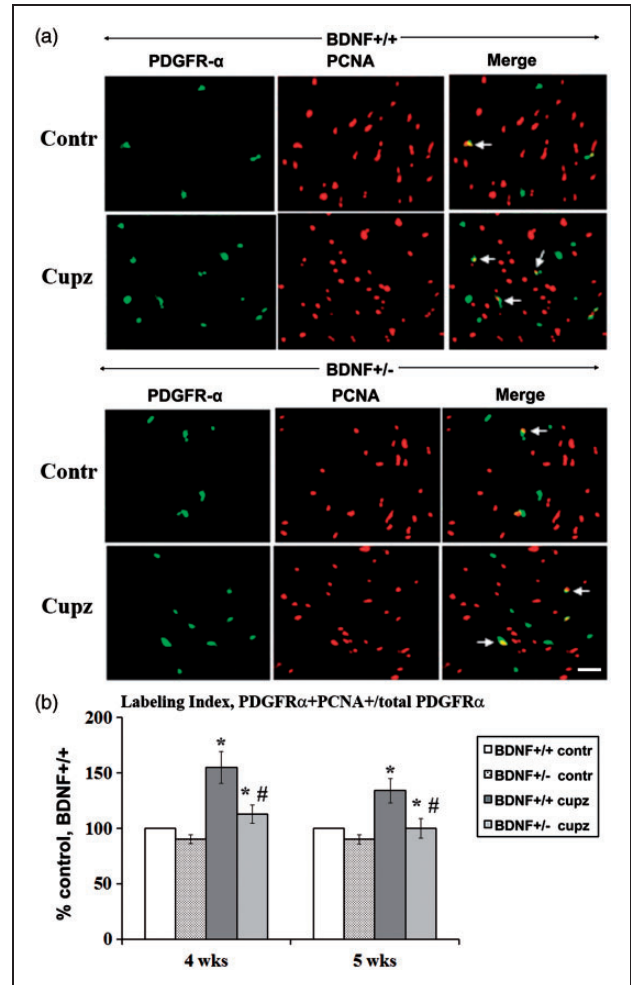 (a)
BDNF+/+
PDGFR-α PCNA Merge
Contr
Cupz
BDNF+/-
PDGFR-α PCNA Merge
Contr
Cupz
(b)
Labeling Index, PDGFRα+PCNA+/total PDGFRα
% control, BDNF+/+
200
150
100
50
0
* * # * * #
4 wks 5 wks
BDNF+/+ contr
BDNF+/- contr
BDNF+/+ cupz
BDNF+/- cupz